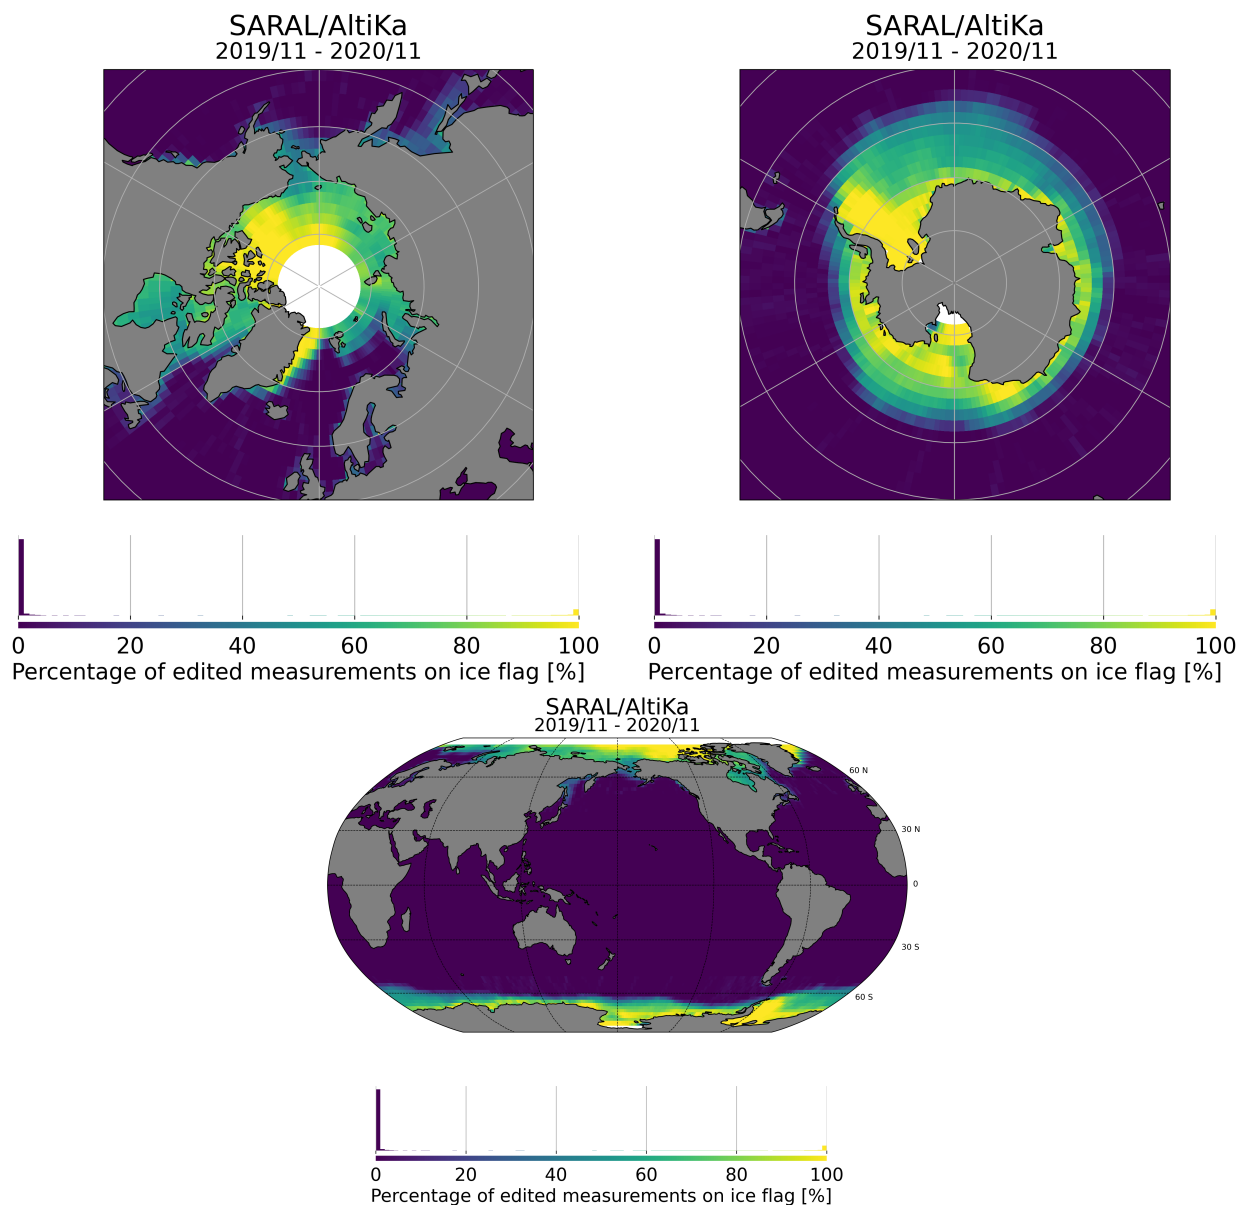 SARAL/AltiKa
2019/11 - 2020/11
0 20 40 60 80 100
Percentage of edited measurements on ice flag [%]
SARAL/AltiKa
2019/11 - 2020/11
0 20 40 60 80 100
Percentage of edited measurements on ice flag [%]
SARAL/AltiKa
2019/11 - 2020/11
60 N
30 N
0
30 S
60 S
0 20 40 60 80 100
Percentage of edited measurements on ice flag [%]